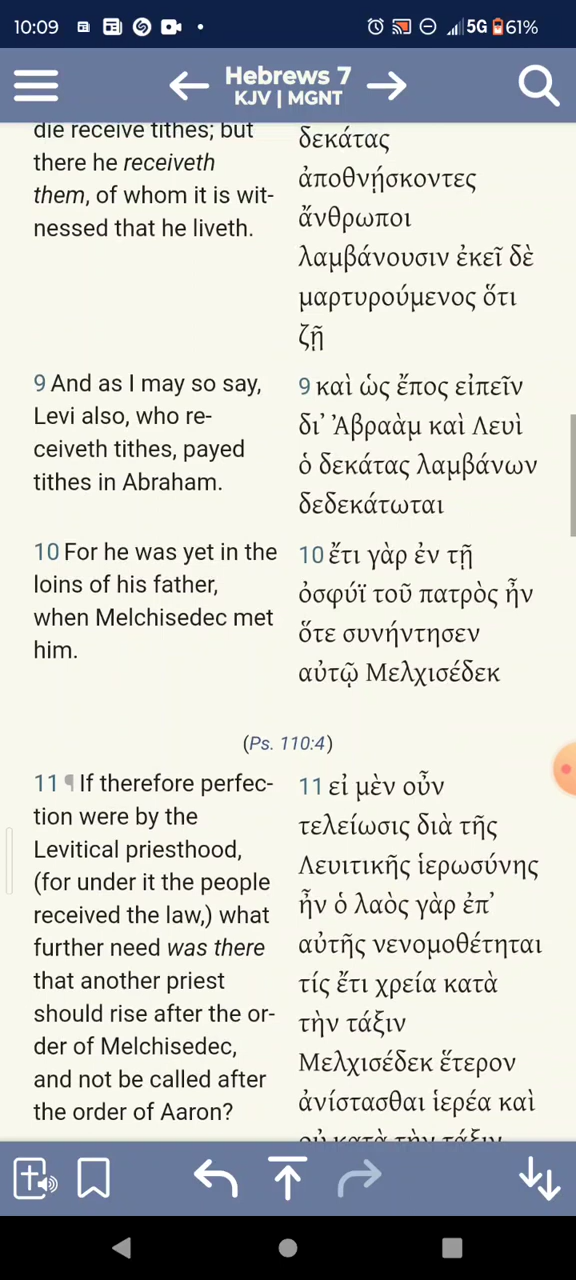 10:09
5G 61%
Hebrews 7
KJV | MGNT
die receive tithes; but
there he receiveth
them, of whom it is wit-
nessed that he liveth.
δεκάτας
ἀποθνῄσκοντες
ἄνθρωποι
λαμβάνουσιν ἐκεῖ δὲ
μαρτυρούμενος ὅτι
ζῇ
9 And as I may so say,
Levi also, who re-
ceiveth tithes, payed
tithes in Abraham.
9 καὶ ὡς ἔπος εἰπεῖν
δι’ Ἀβραὰμ καὶ Λευὶ
ὁ δεκάτας λαμβάνων
δεδεκάτωται
10 For he was yet in the
loins of his father,
when Melchisedec met
him.
10 ἔτι γὰρ ἐν τῇ
ὀσφύϊ τοῦ πατρὸς ἦν
ὅτε συνήντησεν
αὐτῷ Μελχισέδεκ
(Ps. 110:4)
11 ¶ If therefore perfec-
tion were by the
Levitical priesthood,
(for under it the people
received the law,) what
further need was there
that another priest
should rise after the or-
der of Melchisedec,
and not be called after
the order of Aaron?
11 εἰ μὲν οὖν
τελείωσις διὰ τῆς
Λευιτικῆς ἱερωσύνης
ἦν ὁ λαὸς γὰρ ἐπ’
αὐτῆς νενομοθέτηται
τίς ἔτι χρεία κατὰ
τὴν τάξιν
Μελχισέδεκ ἕτερον
ἀνίστασθαι ἱερέα καὶ
οὐ κατὰ τὴν τάξιν